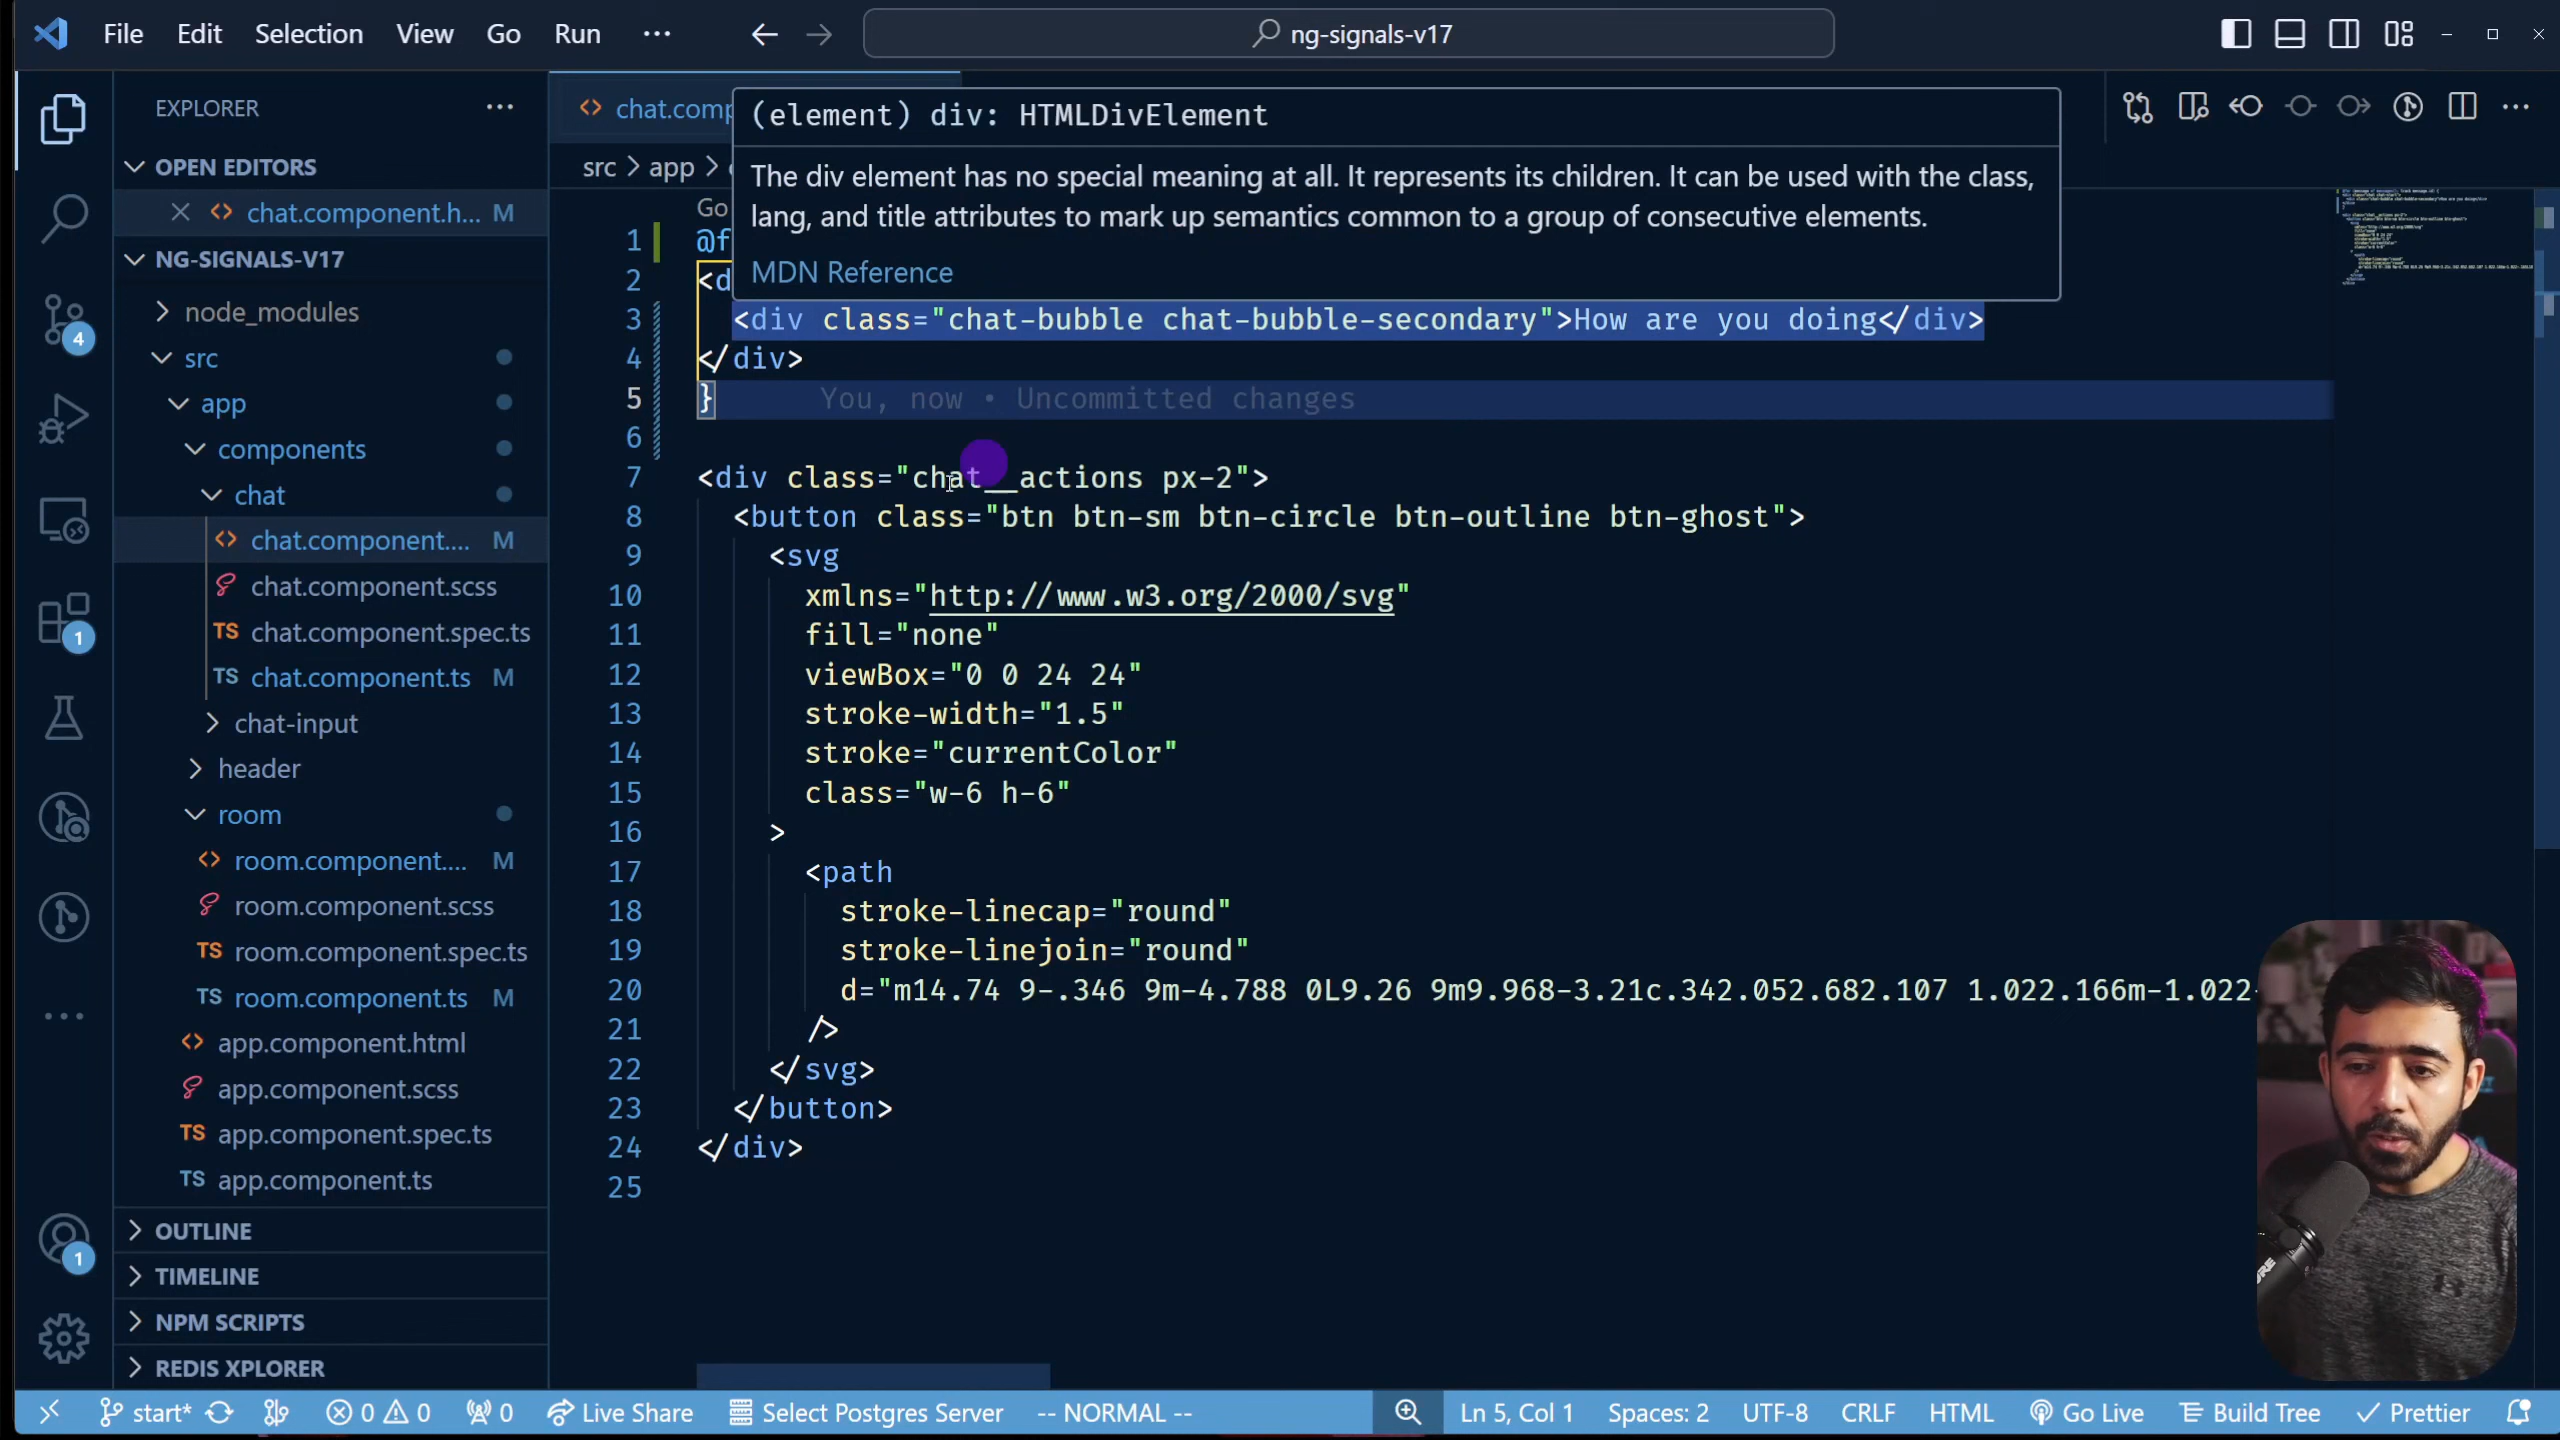 File Edit Selection View Go Run ...
ng-signals-v17
EXPLORER
OPEN EDITORS
chat.component.h... M
NG-SIGNALS-V17
node_modules
src
app
components
chat
chat.component.... M
chat.component.scss
TS chat.component.spec.ts
TS chat.component.ts M
chat-input
header
room
room.component.... M
room.component.scss
TS room.component.spec.ts
TS room.component.ts M
app.component.html
app.component.scss
TS app.component.spec.ts
TS app.component.ts
OUTLINE
TIMELINE
NPM SCRIPTS
REDIS XPLORER
4
1
1
chat.comp
src > app >
(element) div: HTMLDivElement
The div element has no special meaning at all. It represents its children. It can be used with the class,
lang, and title attributes to mark up semantics common to a group of consecutive elements.
MDN Reference
Go
1 @f
2 <d
3 <div class="chat-bubble chat-bubble-secondary">How are you doing</div>
4 </div>
5 } You, now • Uncommitted changes
6
7 <div class="chat__actions px-2">
8 <button class="btn btn-sm btn-circle btn-outline btn-ghost">
9 <svg
10 xmlns="http://www.w3.org/2000/svg"
11 fill="none"
12 viewBox="0 0 24 24"
13 stroke-width="1.5"
14 stroke="currentColor"
15 class="w-6 h-6"
16 >
17 <path
18 stroke-linecap="round"
19 stroke-linejoin="round"
20 d="m14.74 9-.346 9m-4.788 0L9.26 9m9.968-3.21c.342.052.682.107 1.022.166m-1.022-
21 />
22 </svg>
23 </button>
24 </div>
25
start* 0 0 0 Live Share Select Postgres Server -- NORMAL -- Ln 5, Col 1 Spaces: 2 UTF-8 CRLF HTML Go Live Build Tree Prettier